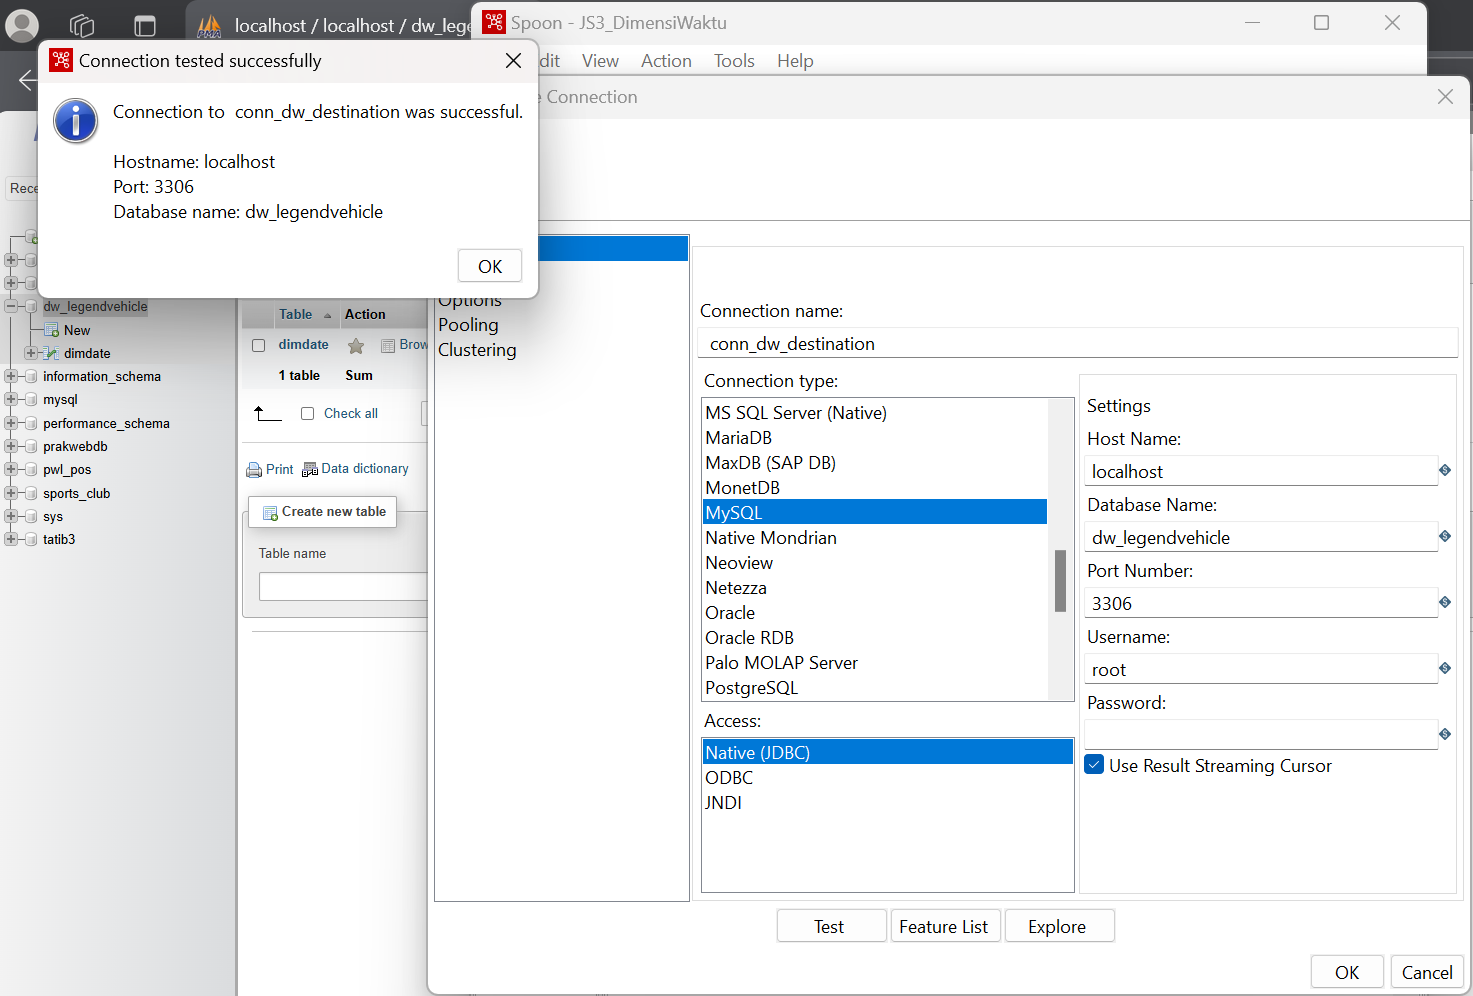 localhost / localhost / dw_lege
Spoon - JS3_DimensiWaktu
Connection tested successfully
dit View Action Tools Help
Connection
Connection to conn_dw_destination was successful.
Hostname: localhost
Port: 3306
Database name: dw_legendvehicle
OK
Rece
dw_legendvehicle
New
dimdate
information_schema
mysql
performance_schema
prakwebdb
pwl_pos
sports_club
sys
tatib3
Table Action
dimdate Brow
1 table Sum
Check all
Print Data dictionary
Create new table
Table name
Options
Pooling
Clustering
Connection name:
conn_dw_destination
Connection type:
MS SQL Server (Native)
MariaDB
MaxDB (SAP DB)
MonetDB
MySQL
Native Mondrian
Neoview
Netezza
Oracle
Oracle RDB
Palo MOLAP Server
PostgreSQL
Access:
Native (JDBC)
ODBC
JNDI
Settings
Host Name:
localhost
Database Name:
dw_legendvehicle
Port Number:
3306
Username:
root
Password:
Use Result Streaming Cursor
Test Feature List Explore
OK Cancel